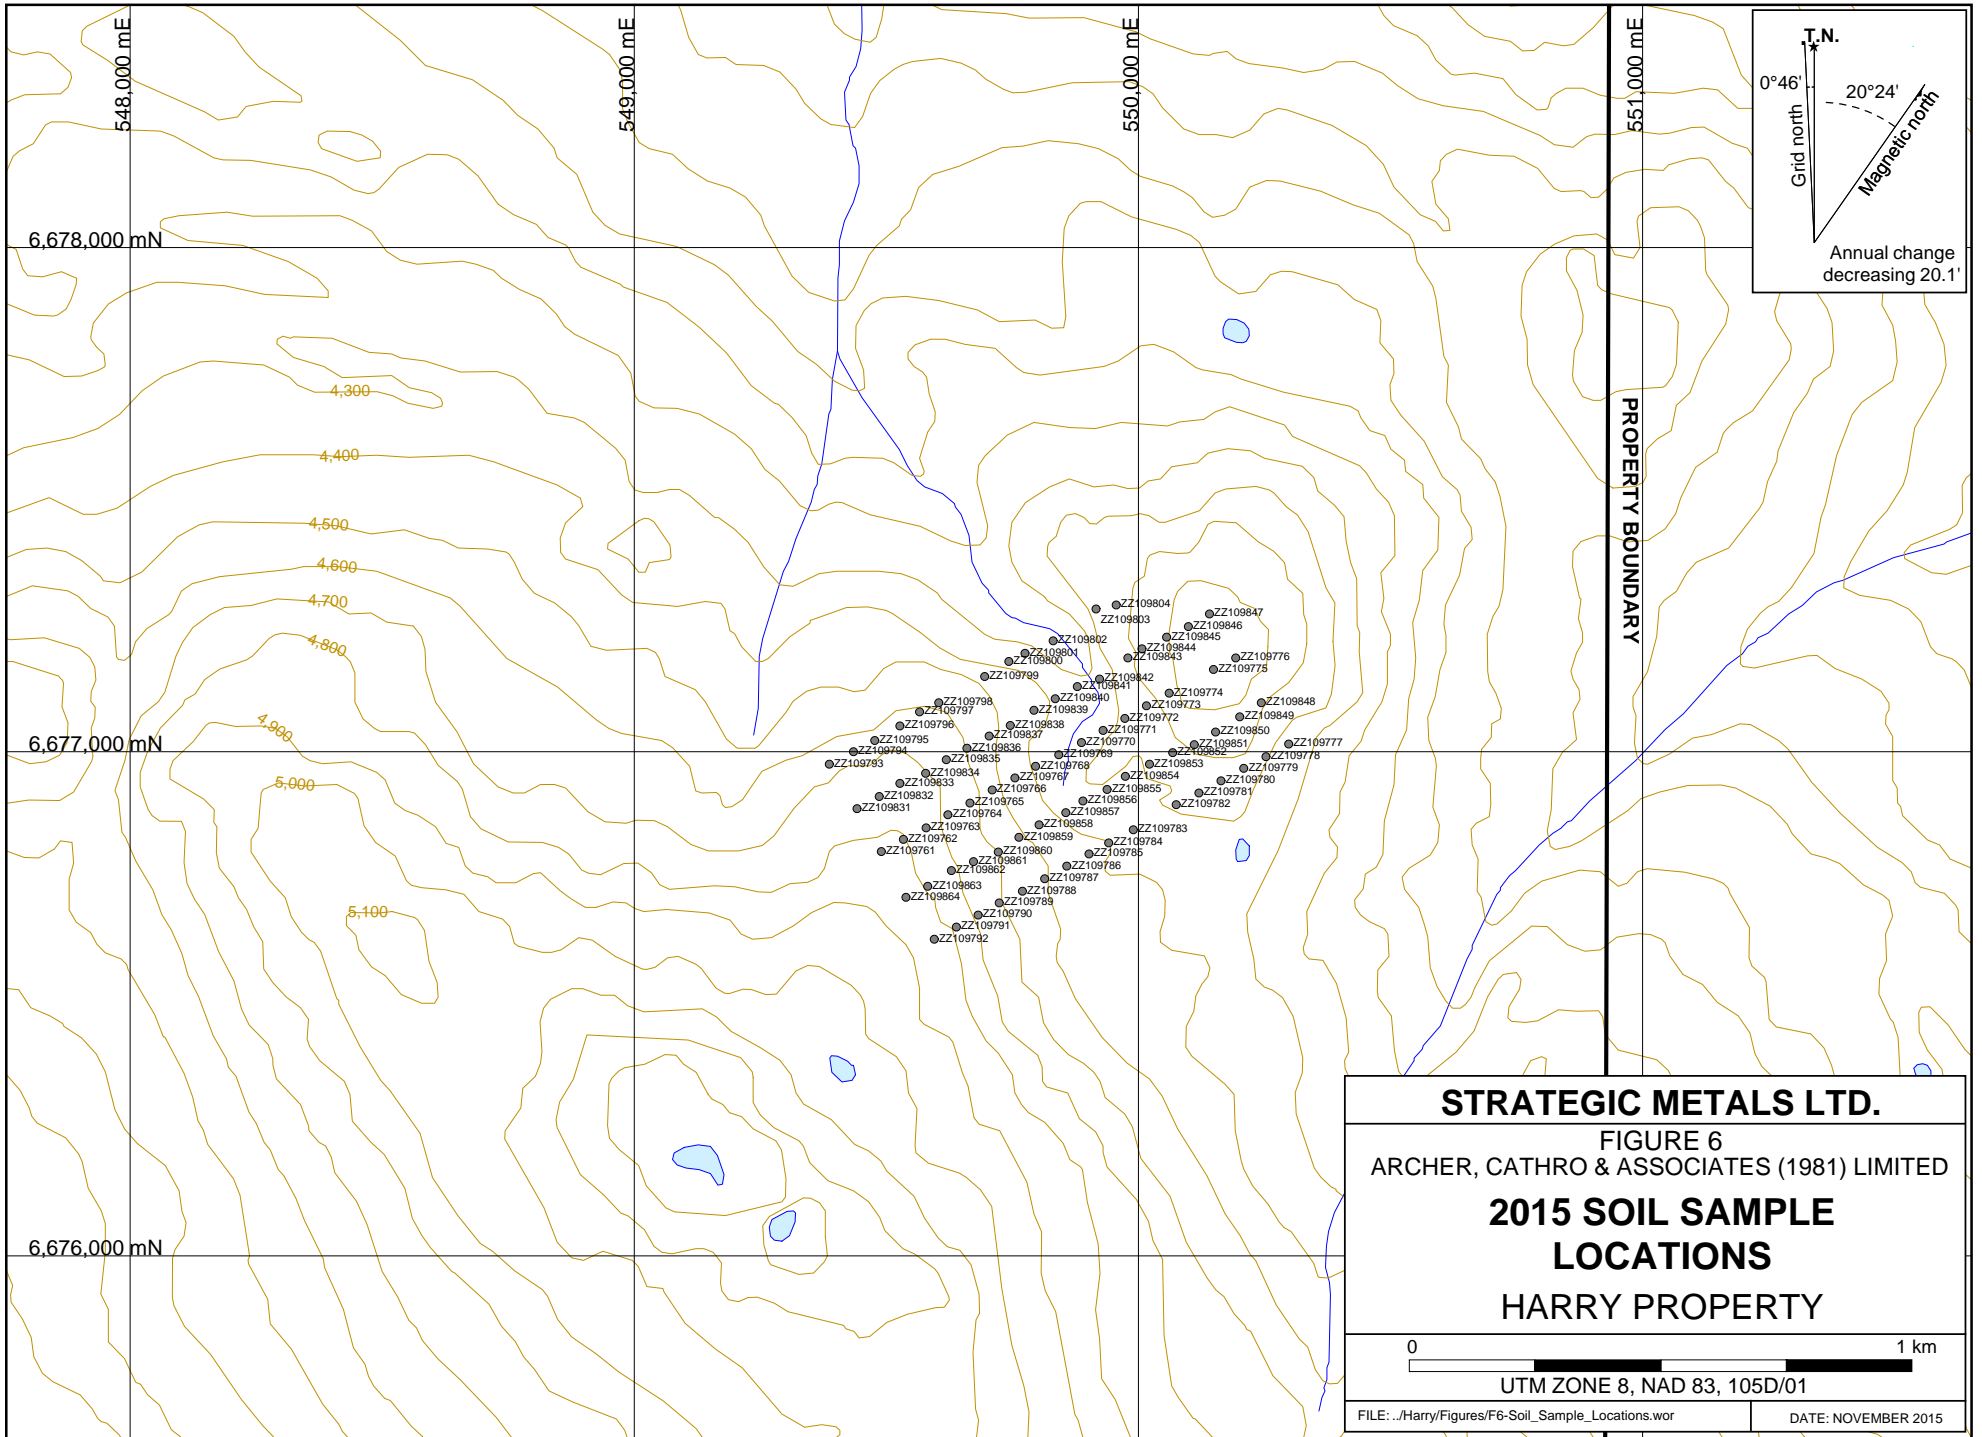 548,000 mE
549,000 mE
550,000 mE
551,000 mE
T.N.
0°46'
20°24'
Grid north
Magnetic north
Annual change
decreasing 20.1'
6,678,000 mN
4,300
4,400
4,500
4,600
4,700
4,800
4,900
5,000
5,100
PROPERTY BOUNDARY
6,677,000 mN
6,676,000 mN
ZZ109804
ZZ109803
ZZ109802
ZZ109801
ZZ109800
ZZ109799
ZZ109798
ZZ109797
ZZ109796
ZZ109795
ZZ109794
ZZ109793
ZZ109847
ZZ109846
ZZ109845
ZZ109844
ZZ109843
ZZ109842
ZZ109841
ZZ109840
ZZ109839
ZZ109838
ZZ109837
ZZ109836
ZZ109835
ZZ109834
ZZ109833
ZZ109832
ZZ109831
ZZ109776
ZZ109775
ZZ109774
ZZ109773
ZZ109772
ZZ109771
ZZ109770
ZZ109769
ZZ109768
ZZ109767
ZZ109766
ZZ109765
ZZ109764
ZZ109763
ZZ109762
ZZ109761
ZZ109848
ZZ109849
ZZ109850
ZZ109851
ZZ109852
ZZ109853
ZZ109854
ZZ109855
ZZ109856
ZZ109857
ZZ109858
ZZ109859
ZZ109860
ZZ109861
ZZ109862
ZZ109863
ZZ109864
ZZ109777
ZZ109778
ZZ109779
ZZ109780
ZZ109781
ZZ109782
ZZ109783
ZZ109784
ZZ109785
ZZ109786
ZZ109787
ZZ109788
ZZ109789
ZZ109790
ZZ109791
ZZ109792
STRATEGIC METALS LTD.
FIGURE 6
ARCHER, CATHRO & ASSOCIATES (1981) LIMITED
2015 SOIL SAMPLE
LOCATIONS
HARRY PROPERTY
0 1 km
UTM ZONE 8, NAD 83, 105D/01
FILE: ../Harry/Figures/F6-Soil_Sample_Locations.wor
DATE: NOVEMBER 2015